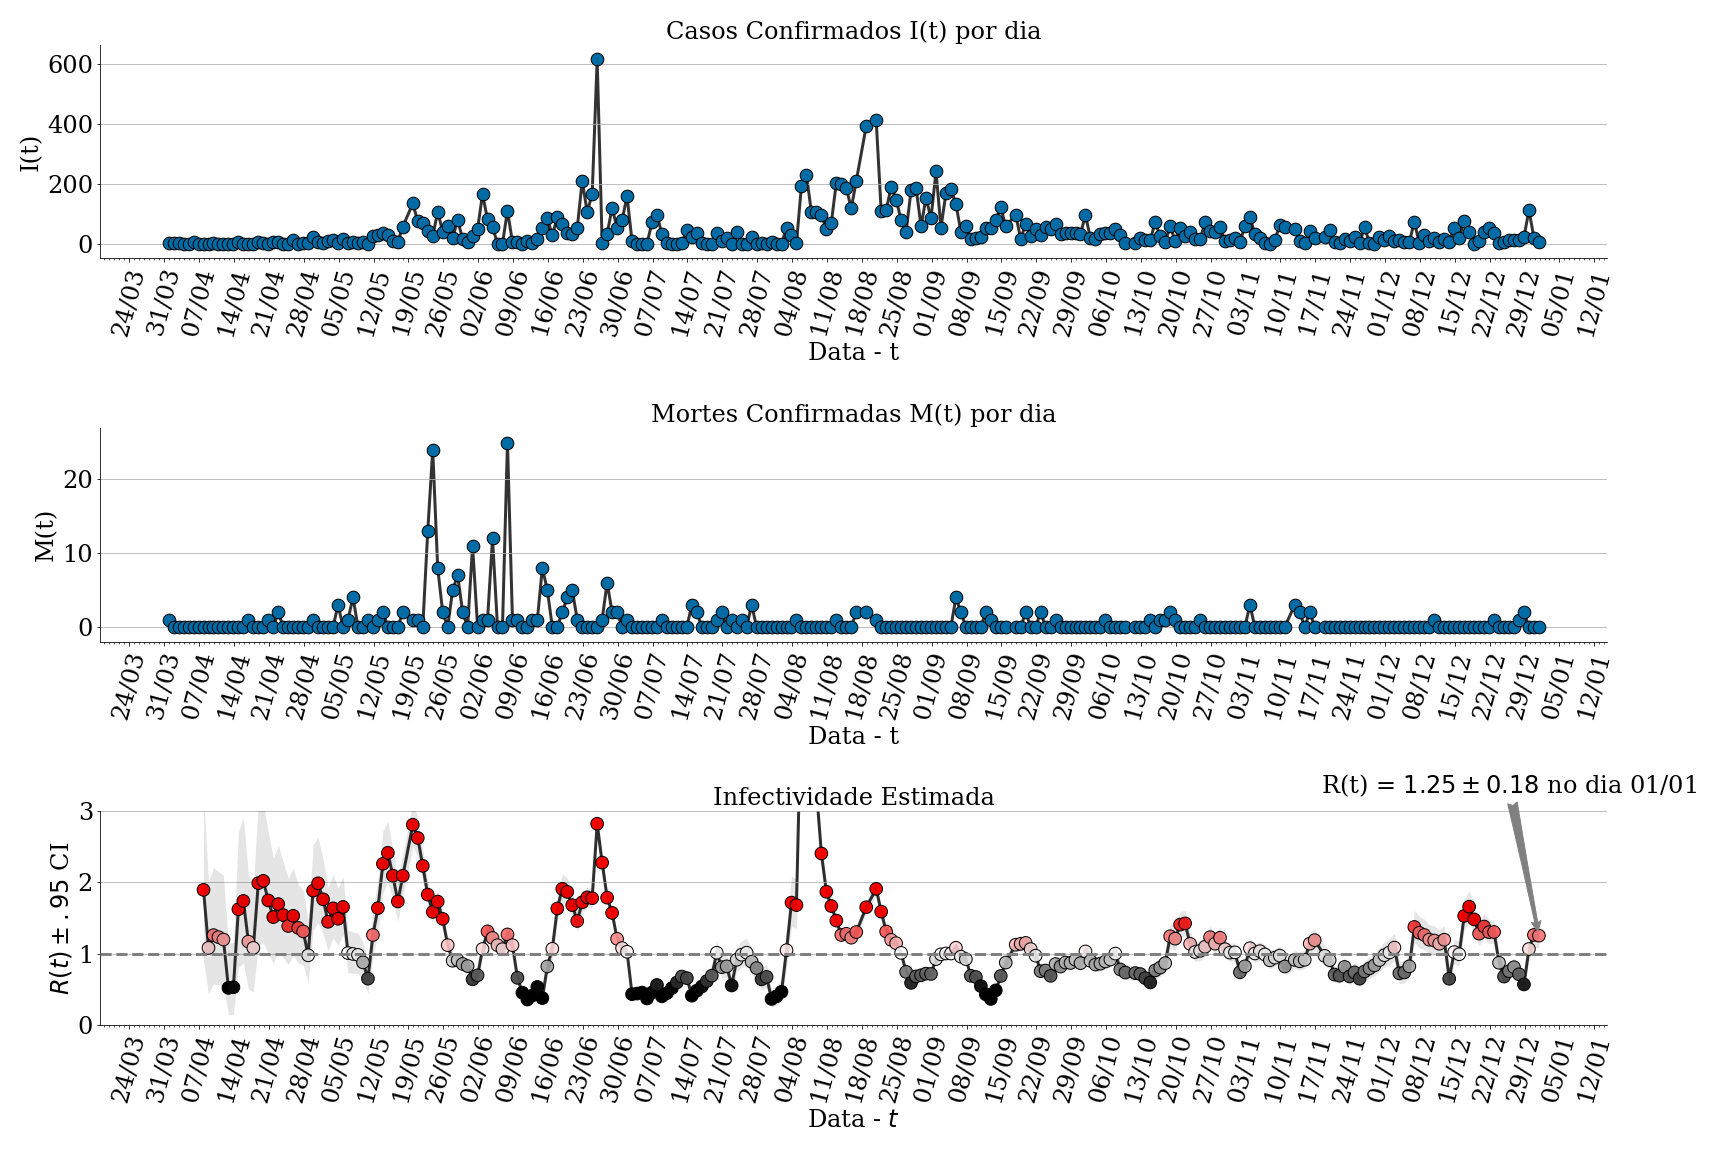 Casos Confirmados I(t) por dia
600
400
200
0
I(t)
24/03 31/03 07/04 14/04 21/04 28/04 05/05 12/05 19/05 26/05 02/06 09/06 16/06 23/06 30/06 07/07 14/07 21/07 28/07 04/08 11/08 18/08 25/08 01/09 08/09 15/09 22/09 29/09 06/10 13/10 20/10 27/10 03/11 10/11 17/11 24/11 01/12 08/12 15/12 22/12 29/12 05/01 12/01
Data - t
Mortes Confirmadas M(t) por dia
20
10
0
M(t)
24/03 31/03 07/04 14/04 21/04 28/04 05/05 12/05 19/05 26/05 02/06 09/06 16/06 23/06 30/06 07/07 14/07 21/07 28/07 04/08 11/08 18/08 25/08 01/09 08/09 15/09 22/09 29/09 06/10 13/10 20/10 27/10 03/11 10/11 17/11 24/11 01/12 08/12 15/12 22/12 29/12 05/01 12/01
Data - t
R(t) = 1.25 ± 0.18 no dia 01/01
Infectividade Estimada
3
2
1
0
R(t) ± .95 CI
24/03 31/03 07/04 14/04 21/04 28/04 05/05 12/05 19/05 26/05 02/06 09/06 16/06 23/06 30/06 07/07 14/07 21/07 28/07 04/08 11/08 18/08 25/08 01/09 08/09 15/09 22/09 29/09 06/10 13/10 20/10 27/10 03/11 10/11 17/11 24/11 01/12 08/12 15/12 22/12 29/12 05/01 12/01
Data - t